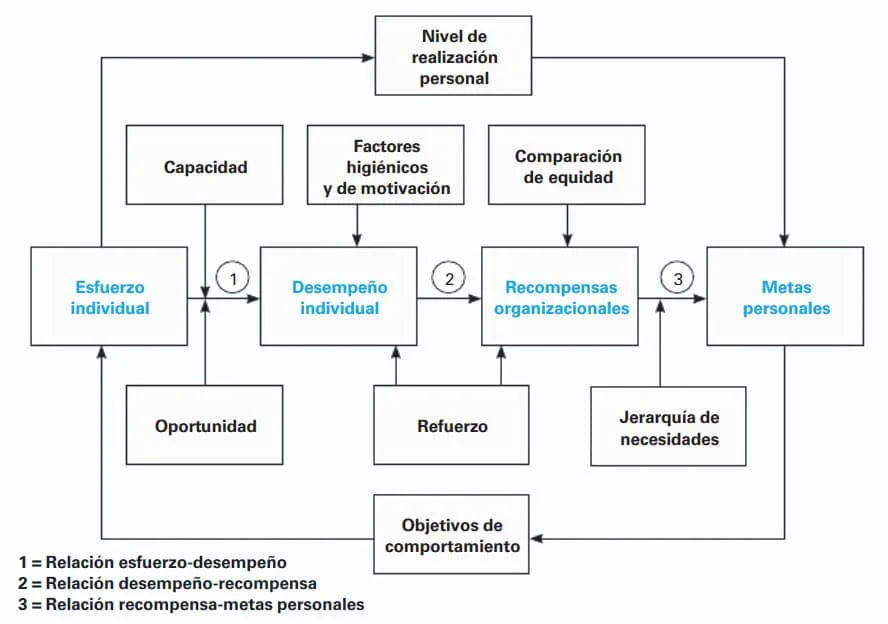 Nivel de
realización
personal
Capacidad
Factores
higiénicos
y de motivación
Comparación
de equidad
Esfuerzo
individual
1
Desempeño
individual
2
Recompensas
organizacionales
3
Metas
personales
Oportunidad
Refuerzo
Jerarquía de
necesidades
Objetivos de
comportamiento
1 = Relación esfuerzo-desempeño
2 = Relación desempeño-recompensa
3 = Relación recompensa-metas personales